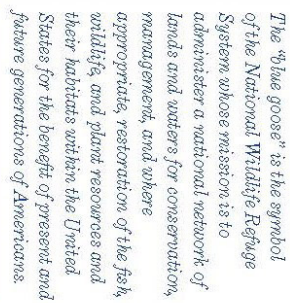 The "blue goose" is the symbol
of the National Wildlife Refuge
System whose mission is to
administer a national network of
lands and waters for conservation,
management, and where
appropriate, restoration of the fish,
wildlife, and plant resources and
their habitats within the United
States for the benefit of present and
future generations of Americans.